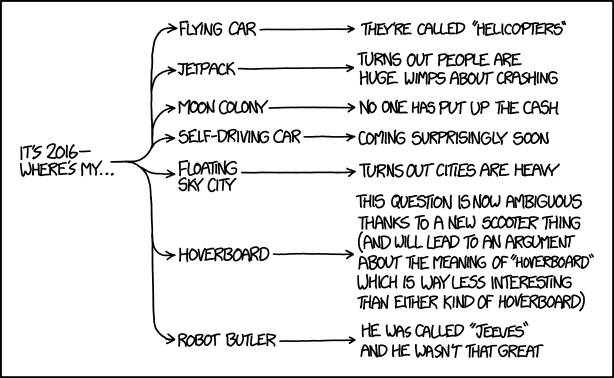 IT'S 2016—
WHERE'S MY...
FLYING CAR
THEY'RE CALLED "HELICOPTERS"
JETPACK
TURNS OUT PEOPLE ARE
HUGE WIMPS ABOUT CRASHING
MOON COLONY
NO ONE HAS PUT UP THE CASH
SELF-DRIVING CAR
COMING SURPRISINGLY SOON
FLOATING
SKY CITY
TURNS OUT CITIES ARE HEAVY
HOVERBOARD
THIS QUESTION IS NOW AMBIGUOUS
THANKS TO A NEW SCOOTER THING
(AND WILL LEAD TO AN ARGUMENT
ABOUT THE MEANING OF "HOVERBOARD"
WHICH IS WAY LESS INTERESTING
THAN EITHER KIND OF HOVERBOARD)
ROBOT BUTLER
HE WAS CALLED "JEEVES"
AND HE WASN'T THAT GREAT